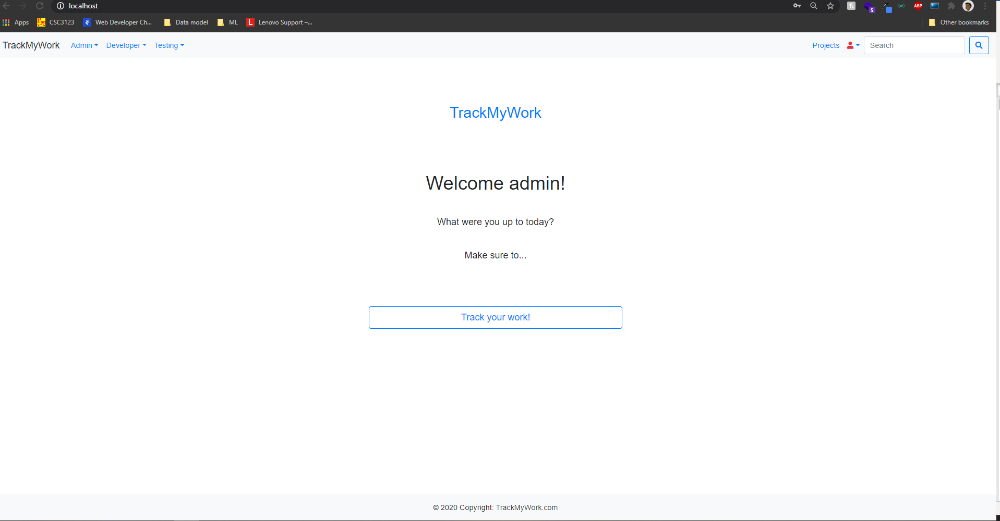 localhost
Apps CSC3123 Web Developer Ch... Data model ML L Lenovo Support –... Other bookmarks
5 ABP
TrackMyWork Admin Developer Testing Projects Search
TrackMyWork
Welcome admin!
What were you up to today?
Make sure to...
Track your work!
© 2020 Copyright: TrackMyWork.com